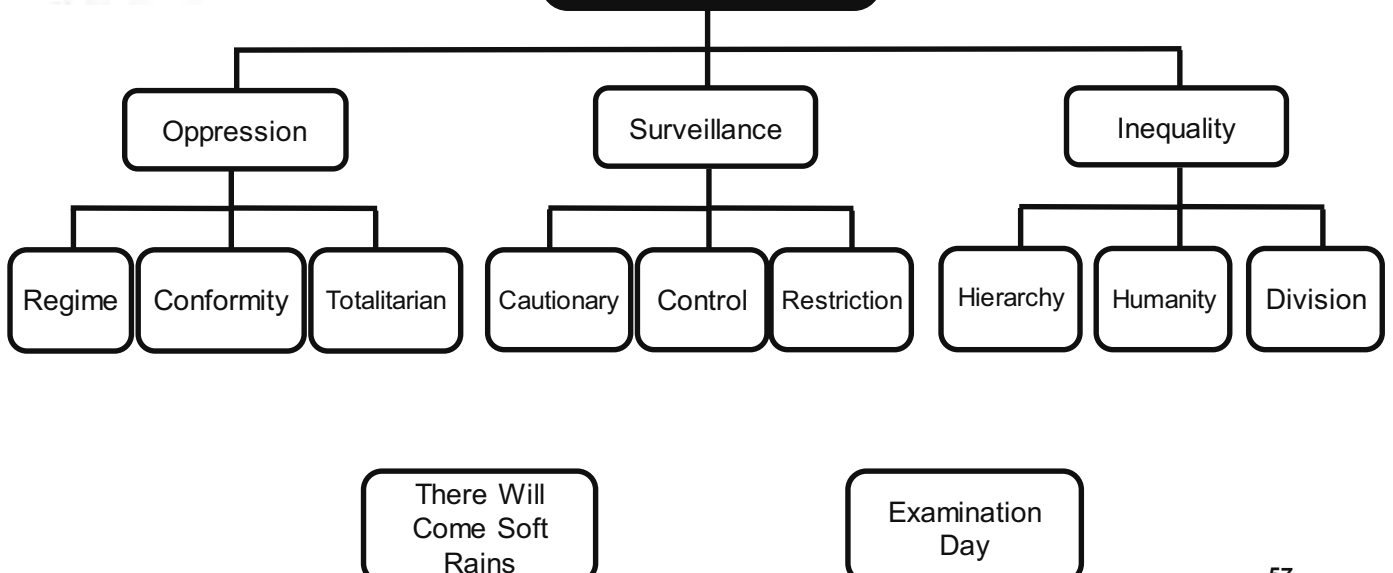 Oppression
Surveillance
Inequality
Regime
Conformity
Totalitarian
Cautionary
Control
Restriction
Hierarchy
Humanity
Division
There Will
Come Soft
Rains
Examination
Day